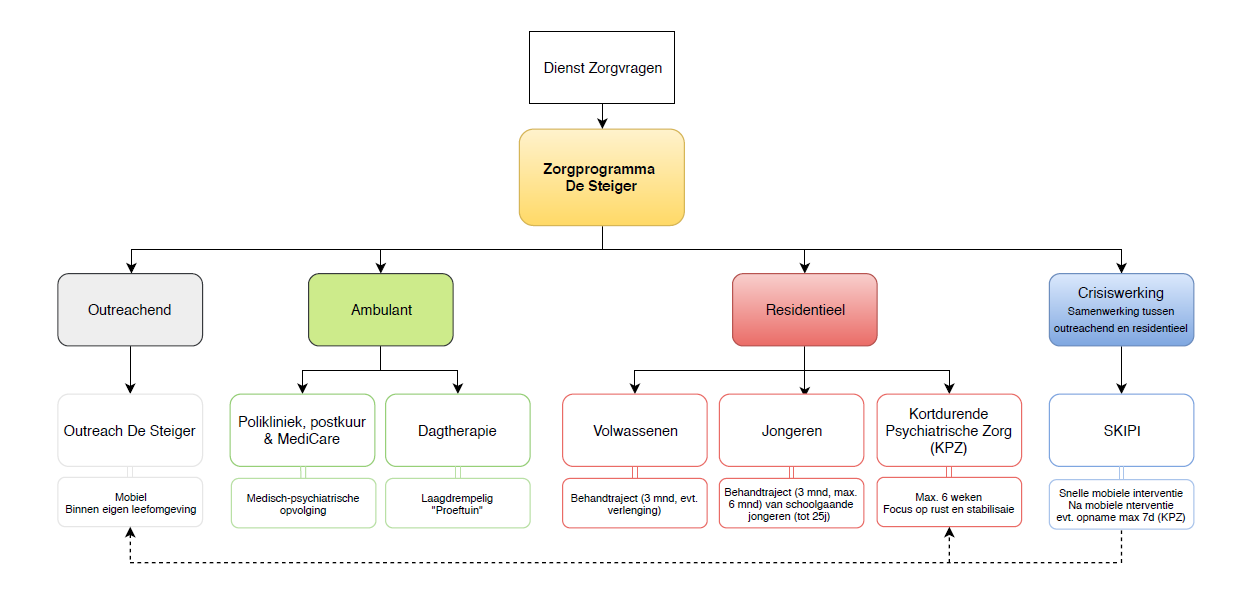 Dienst Zorgvragen
Zorgprogramma
De Steiger
Outreachend
Ambulant
Residentieel
Crisiswerking
Samenwerking tussen
outreachend en residentieel
Outreach De Steiger
Polikliniek, postkuur
& MediCare
Dagtherapie
Volwassenen
Jongeren
Kortdurende
Psychiatrische Zorg
(KPZ)
SKIPI
Mobiel
Binnen eigen leefomgeving
Medisch-psychiatrische
opvolging
Laagdrempelig
"Proeftuin"
Behandtraject (3 mnd, evt.
verlenging)
Behandtraject (3 mnd, max.
6 mnd) van schoolgaande
jongeren (tot 25j)
Max. 6 weken
Focus op rust en stabilisaie
Snelle mobiele interventie
Na mobiele nterventie
evt. opname max 7d (KPZ)